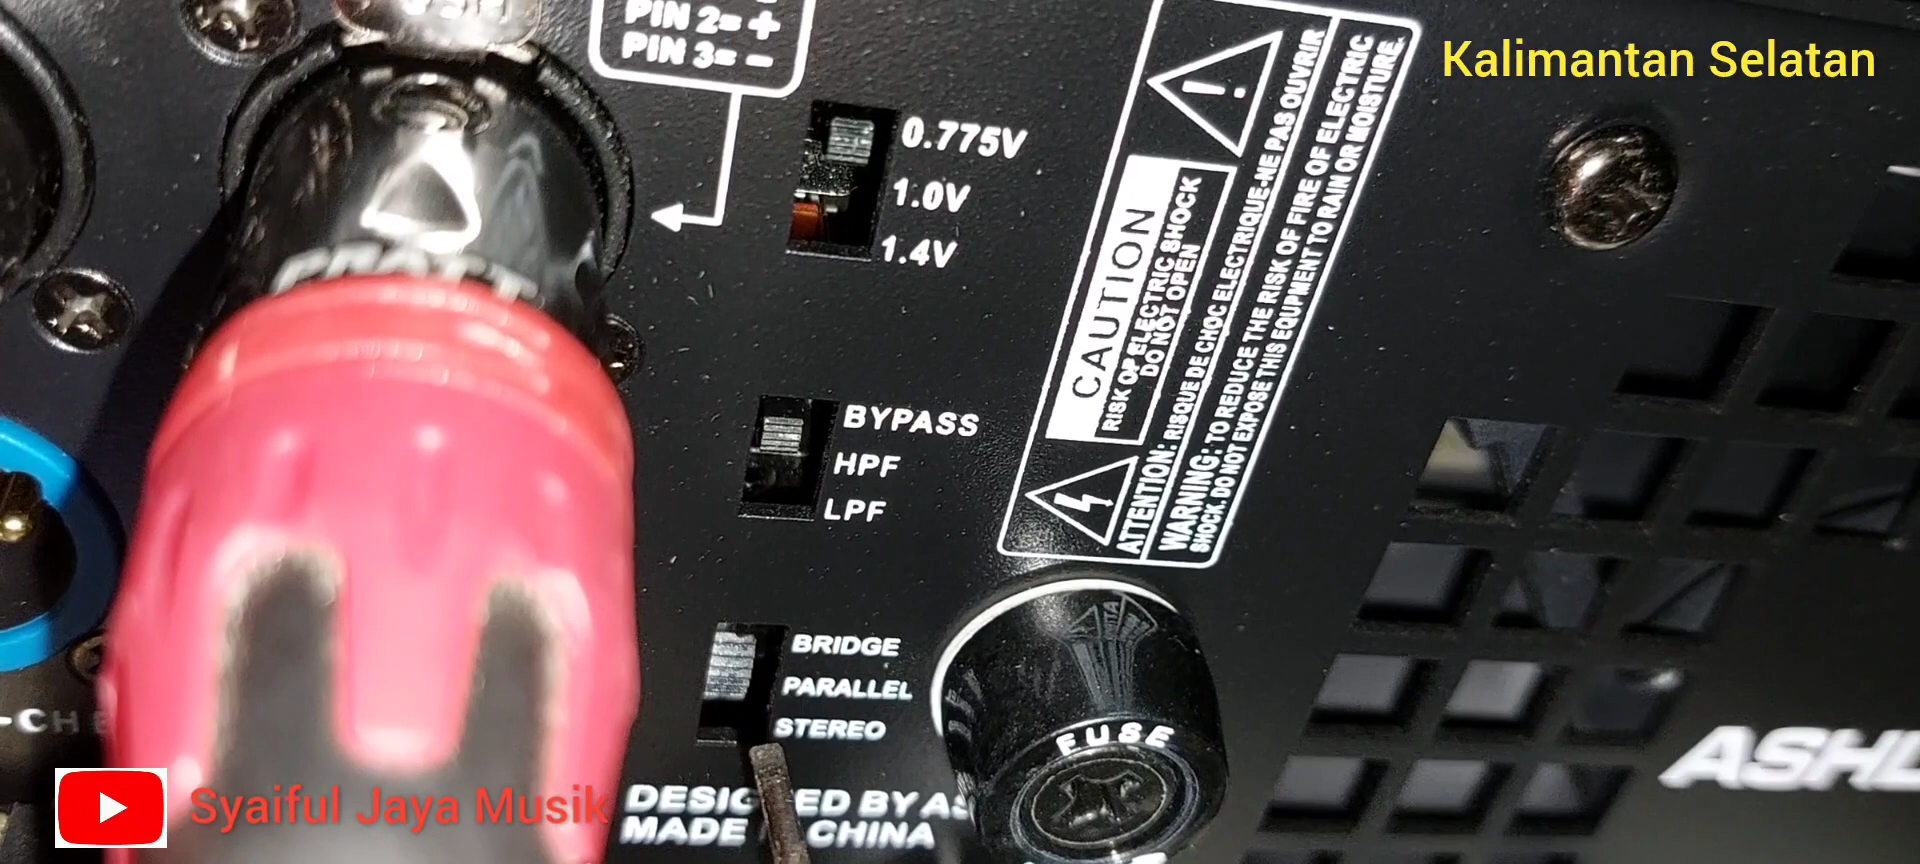 PIN 2= +
PIN 3= -
Kalimantan Selatan
0.775V
1.0V
1.4V
CAUTION
RISK OF ELECTRIC SHOCK
DO NOT OPEN
ATTENTION: RISQUE DE CHOC ELECTRIQUE-NE PAS OUVRIR
WARNING: TO REDUCE THE RISK OF FIRE OF ELECTRIC
SHOCK. DO NOT EXPOSE THIS EQUIPMENT TO RAIN OR MOISTURE.
BYPASS
HPF
LPF
BRIDGE
PARALLEL
STEREO
FUSE
Syaiful Jaya Musik
MADE IN CHINA